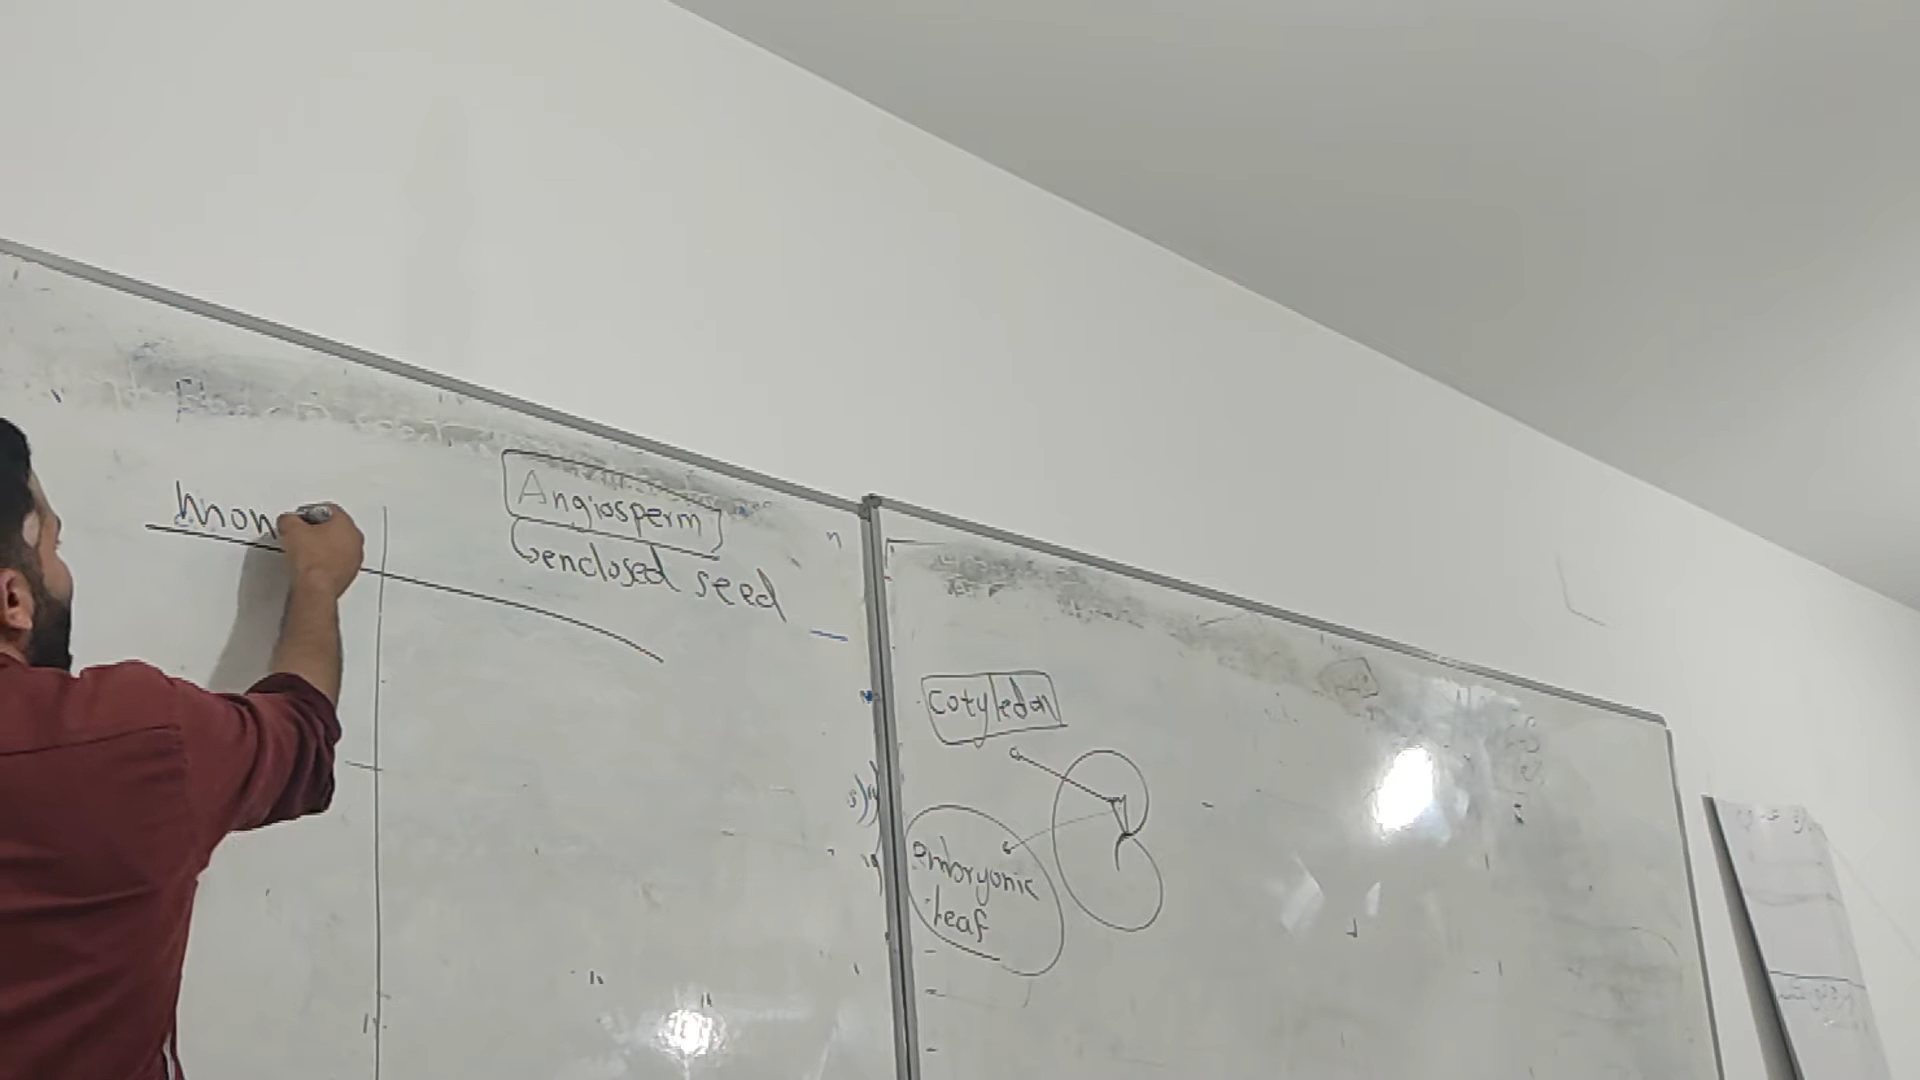 Mon
Angiosperm
enclosed seed
cotyledon
embryonic
leaf